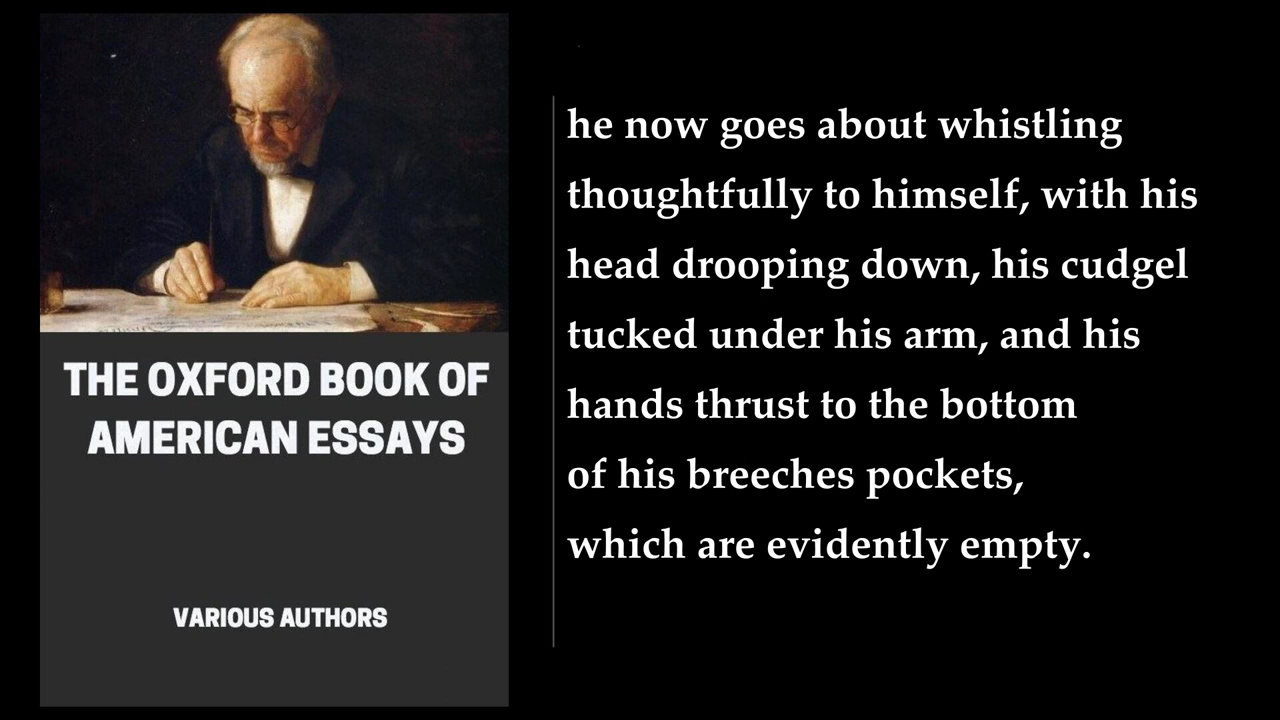 THE OXFORD BOOK OF
AMERICAN ESSAYS
VARIOUS AUTHORS
he now goes about whistling
thoughtfully to himself, with his
head drooping down, his cudgel
tucked under his arm, and his
hands thrust to the bottom
of his breeches pockets,
which are evidently empty.